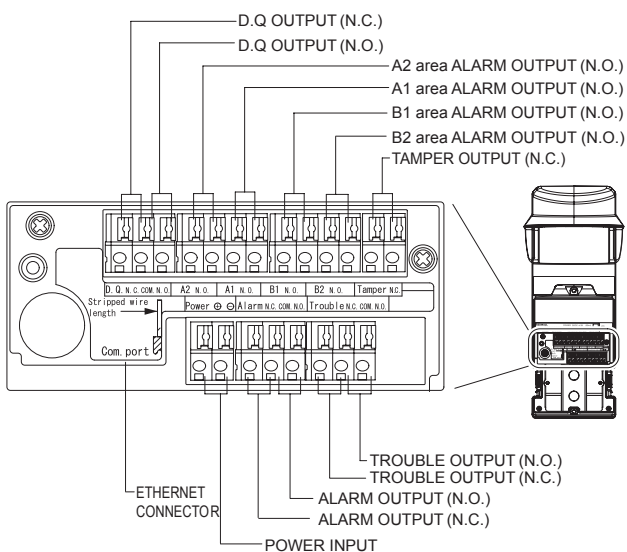 D.Q OUTPUT (N.C.)
D.Q OUTPUT (N.O.)
A2 area ALARM OUTPUT (N.O.)
A1 area ALARM OUTPUT (N.O.)
B1 area ALARM OUTPUT (N.O.)
B2 area ALARM OUTPUT (N.O.)
TAMPER OUTPUT (N.C.)
D.Q. N.C. COM. N.O. A2 N.O. A1 N.O. B1 N.O. B2 N.O. Tamper N.C.
Stripped wire
length
Power ⊕ ⊖ Alarm N.C. COM. N.O. Trouble N.C. COM. N.O.
Com. port
TROUBLE OUTPUT (N.O.)
TROUBLE OUTPUT (N.C.)
ETHERNET
CONNECTOR
ALARM OUTPUT (N.O.)
ALARM OUTPUT (N.C.)
POWER INPUT